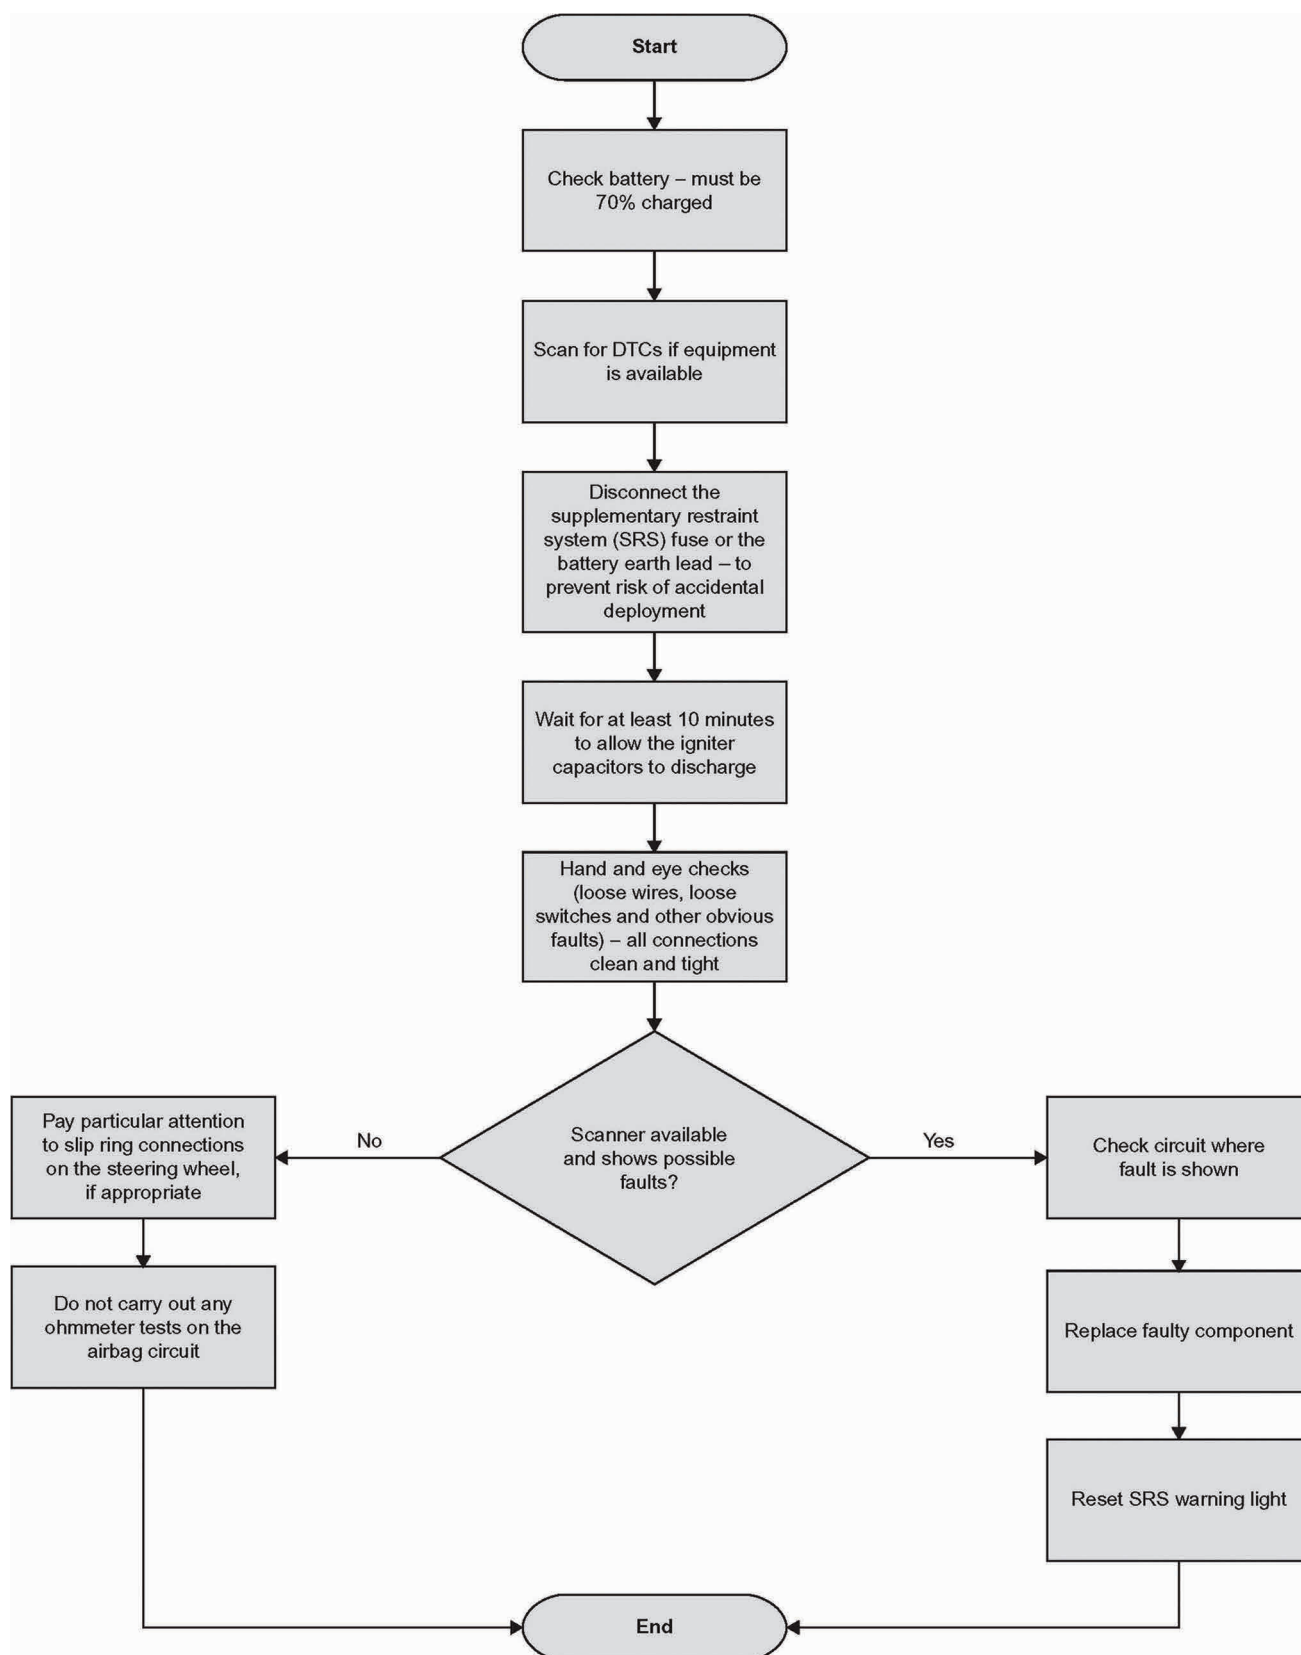 Start
Check battery – must be
70% charged
Scan for DTCs if equipment
is available
Disconnect the
supplementary restraint
system (SRS) fuse or the
battery earth lead – to
prevent risk of accidental
deployment
Wait for at least 10 minutes
to allow the igniter
capacitors to discharge
Hand and eye checks
(loose wires, loose
switches and other obvious
faults) – all connections
clean and tight
Scanner available
and shows possible
faults?
No
Pay particular attention
to slip ring connections
on the steering wheel,
if appropriate
Do not carry out any
ohmmeter tests on the
airbag circuit
Yes
Check circuit where
fault is shown
Replace faulty component
Reset SRS warning light
End